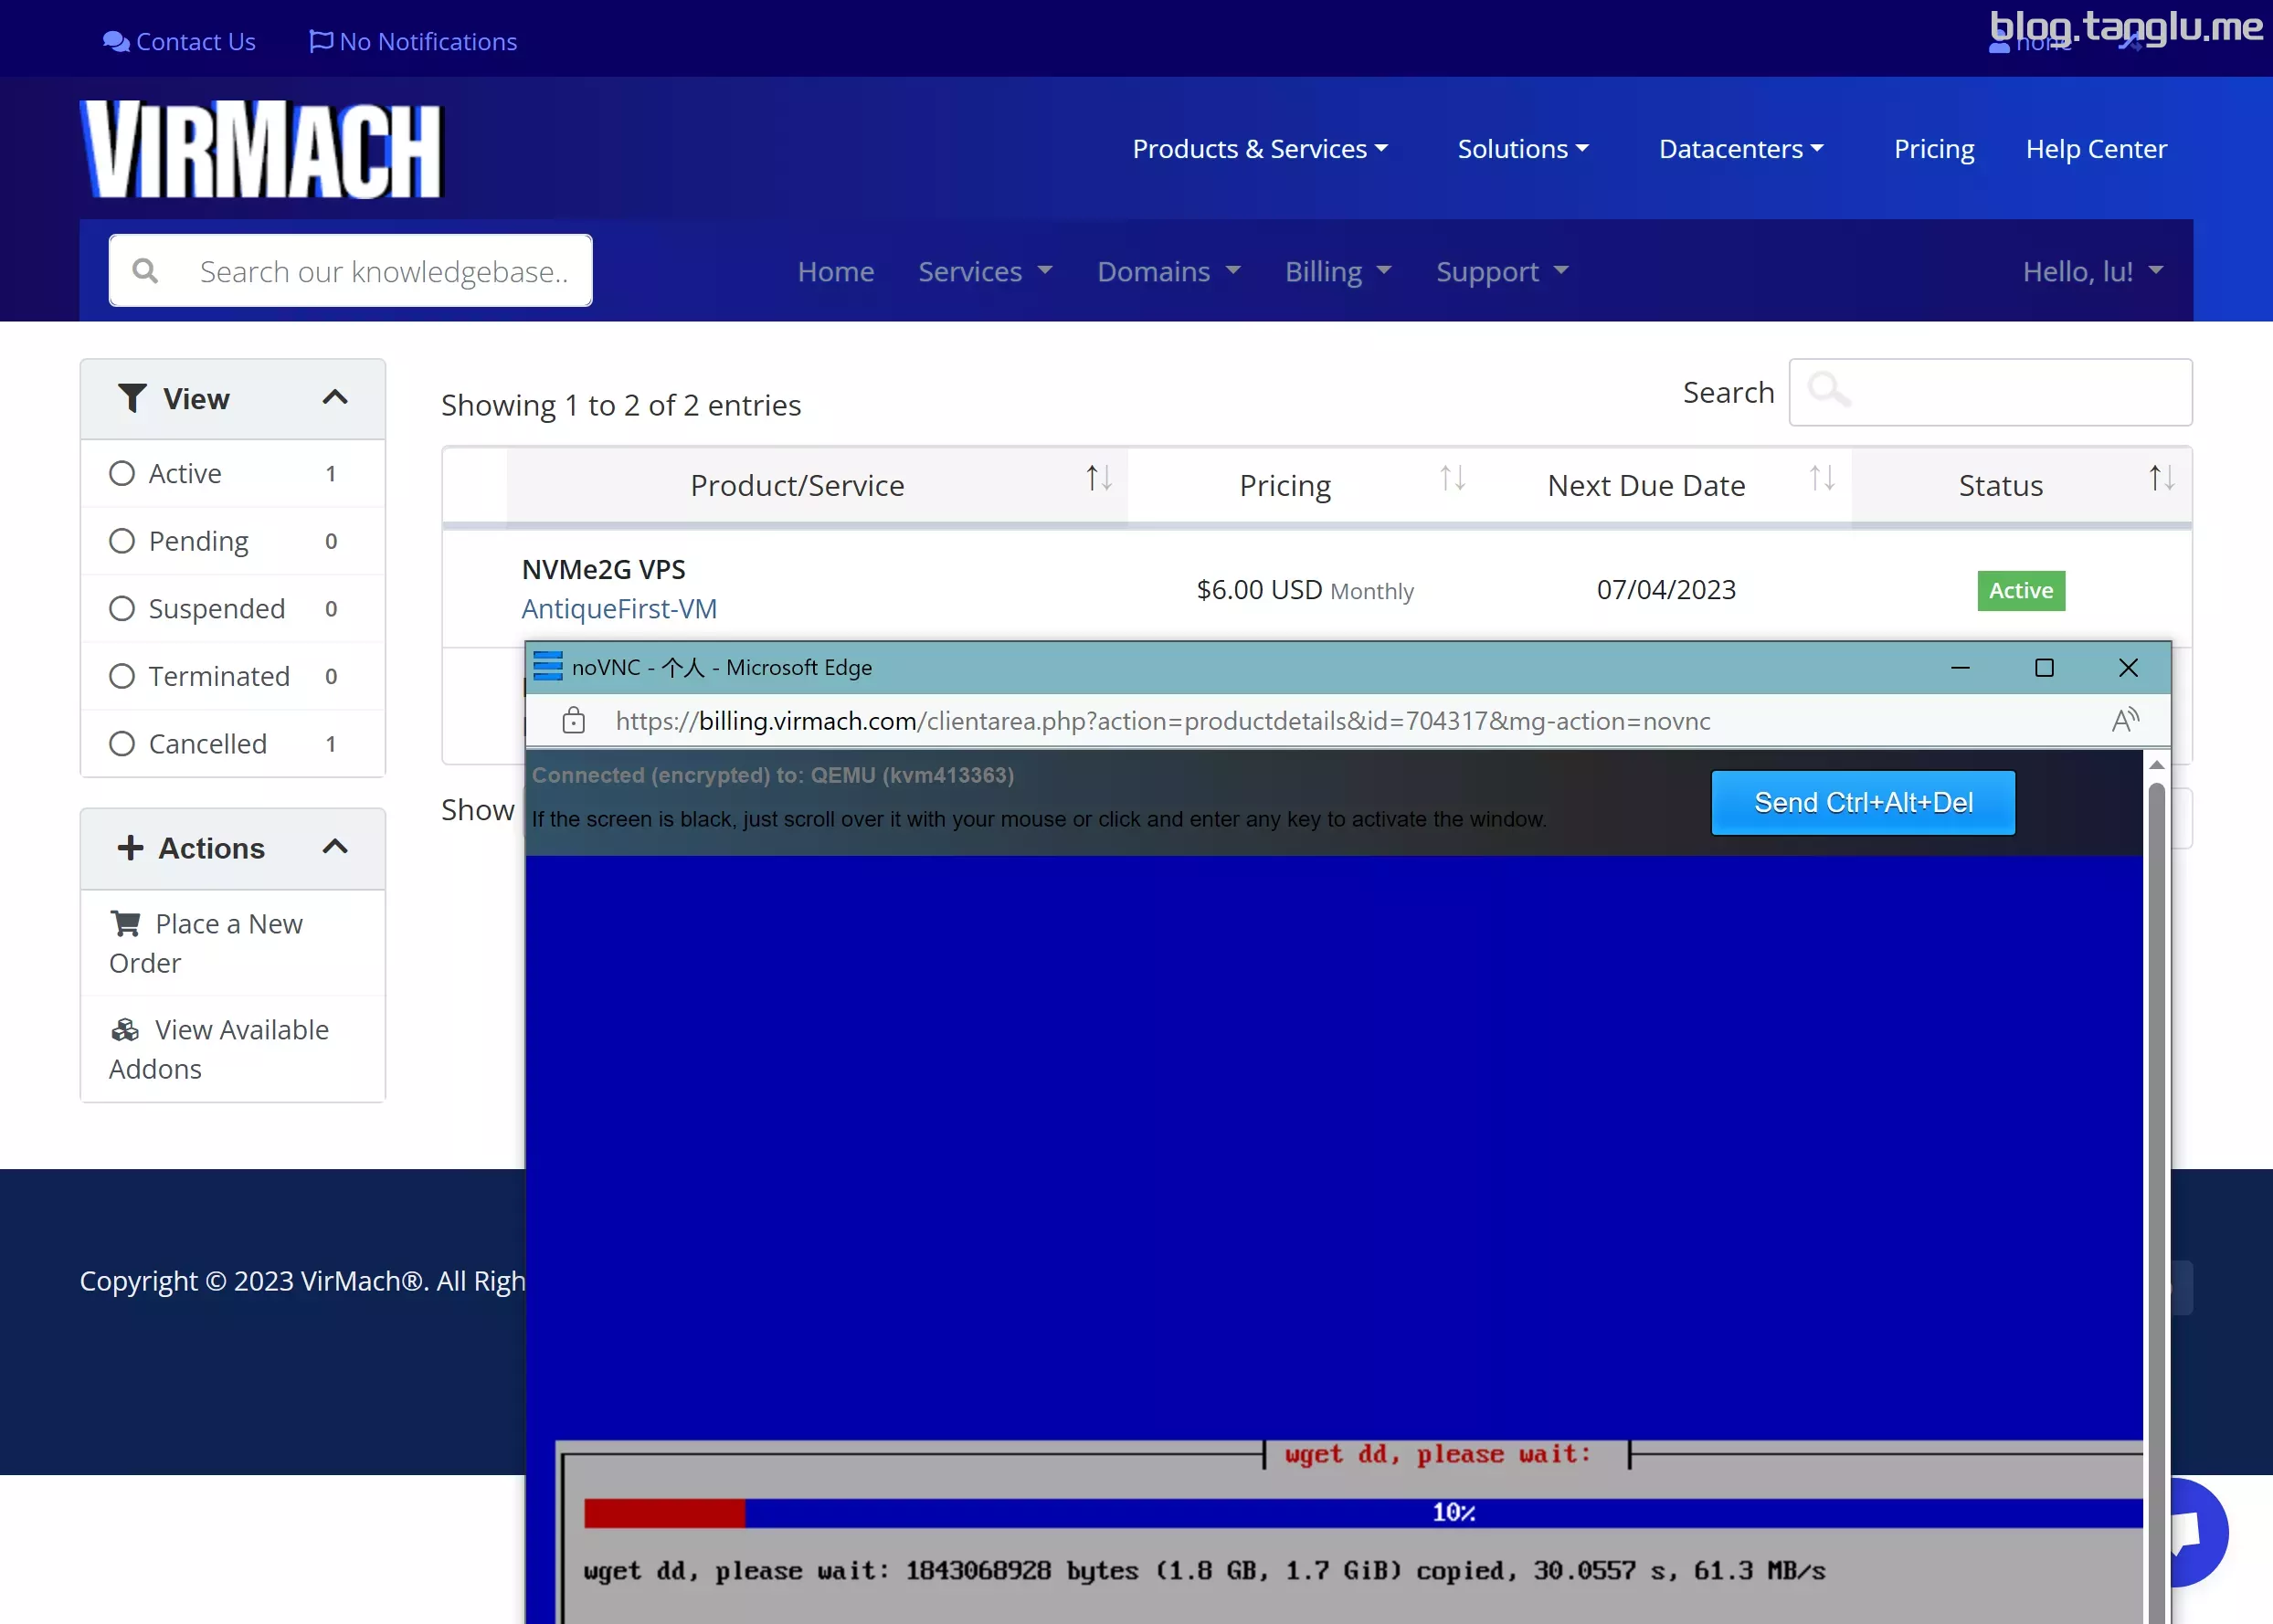 Contact Us
No Notifications
blog.tanglu.me
none
VIRMACH
Products & Services
Solutions
Datacenters
Pricing
Help Center
Search our knowledgebase..
Home
Services
Domains
Billing
Support
Hello, lu!
View
Active 1
Pending 0
Suspended 0
Terminated 0
Cancelled 1
Actions
Place a New
Order
View Available
Addons
Showing 1 to 2 of 2 entries
Search
Product/Service
Pricing
Next Due Date
Status
NVMe2G VPS
AntiqueFirst-VM
$6.00 USD Monthly
07/04/2023
Active
Show
noVNC - 个人 - Microsoft Edge
https://billing.virmach.com/clientarea.php?action=productdetails&id=704317&mg-action=novnc
Connected (encrypted) to: QEMU (kvm413363)
If the screen is black, just scroll over it with your mouse or click and enter any key to activate the window.
Send Ctrl+Alt+Del
wget dd, please wait:
10%
wget dd, please wait: 1843068928 bytes (1.8 GB, 1.7 GiB) copied, 30.0557 s, 61.3 MB/s
Copyright © 2023 VirMach®. All Righ